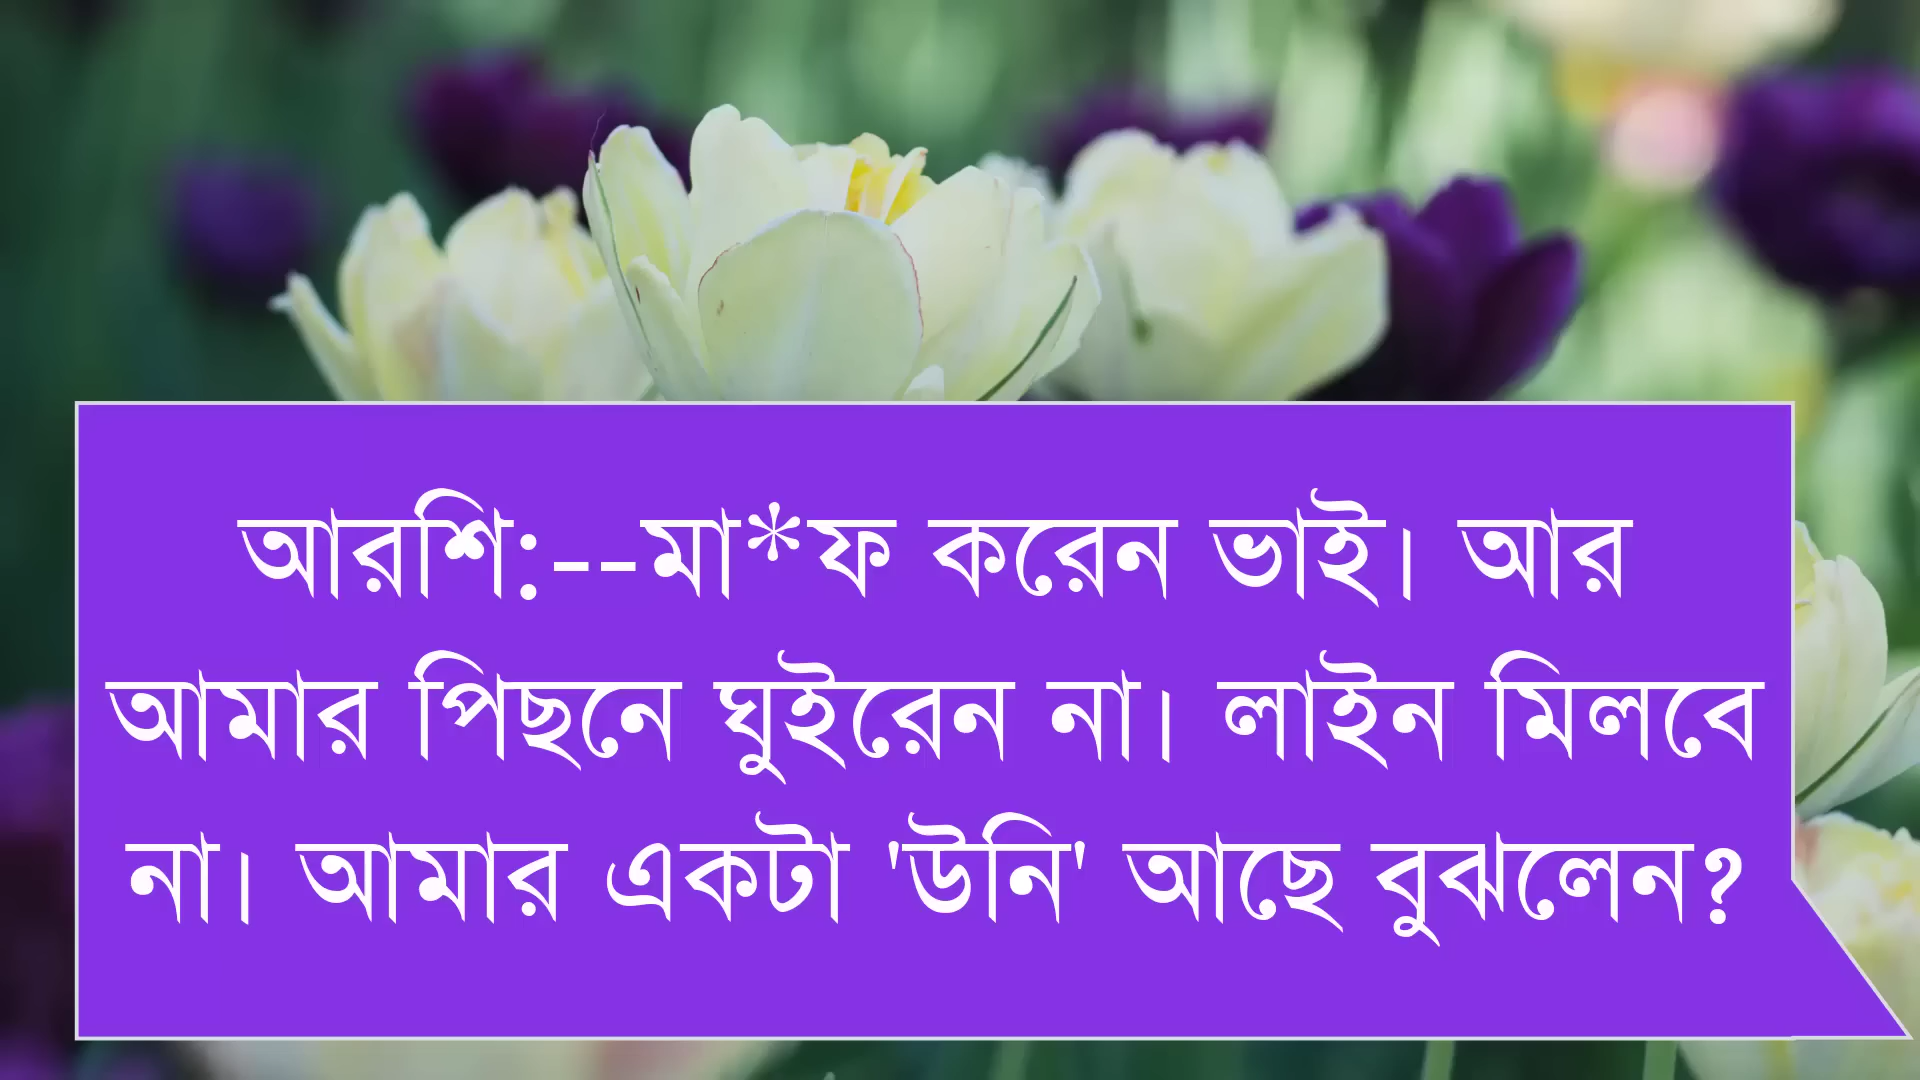 আরশি:--মা*ফ করেন ভাই। আর
আমার পিছনে ঘুইরেন না। লাইন মিলবে
না। আমার একটা 'উনি' আছে বুঝলেন?